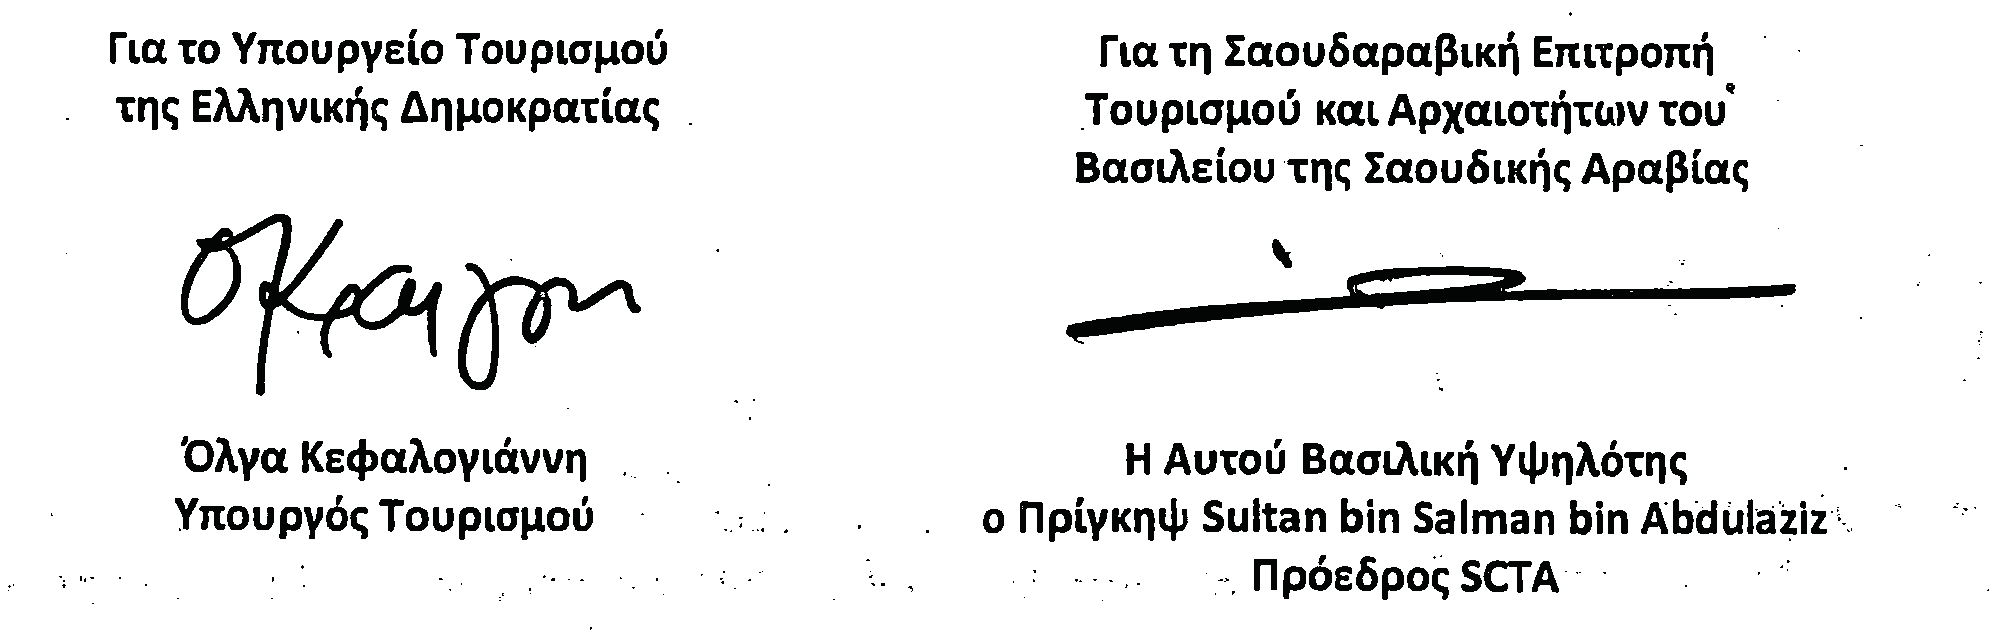 Για το Υπουργείο Τουρισμού
της Ελληνικής Δημοκρατίας
Όλγα Κεφαλογιάννη
Υπουργός Τουρισμού
Για τη Σαουδαραβική Επιτροπή
Τουρισμού και Αρχαιοτήτων του
Βασιλείου της Σαουδικής Αραβίας
Η Αυτού Βασιλική Υψηλότης
ο Πρίγκηψ Sultan bin Salman bin Abdulaziz
Πρόεδρος SCTA